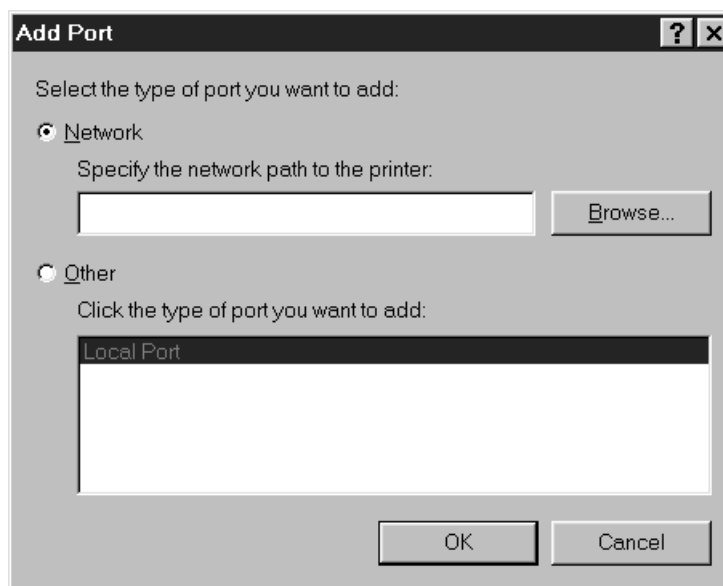 Add Port
Select the type of port you want to add:
Network
Specify the network path to the printer:
Browse...
Other
Click the type of port you want to add:
Local Port
OK Cancel